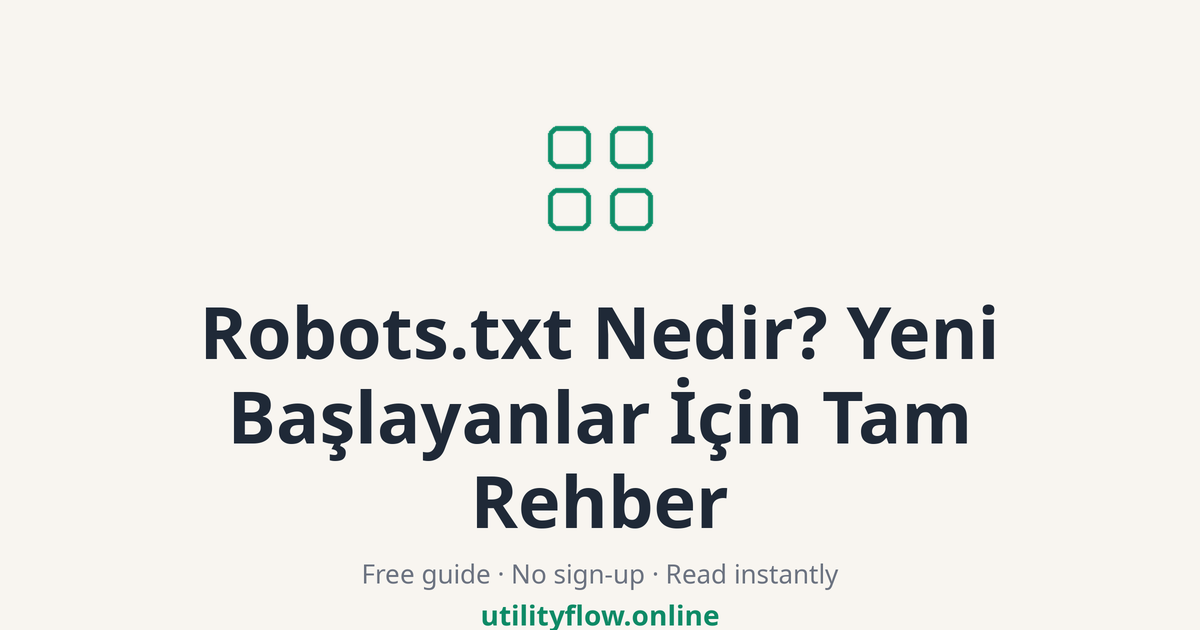 Robots.txt Nedir? Yeni
Başlayanlar İçin Tam
Rehber
Free guide · No sign-up · Read instantly
utilityflow.online